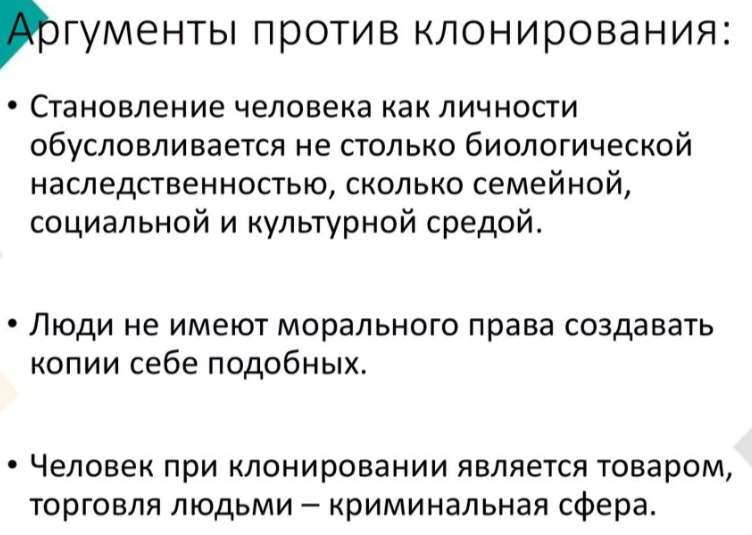 Аргументы против клонирования:
• Становление человека как личности
обусловливается не столько биологической
наследственностью, сколько семейной,
социальной и культурной средой.
• Люди не имеют морального права создавать
копии себе подобных.
• Человек при клонировании является товаром,
торговля людьми – криминальная сфера.